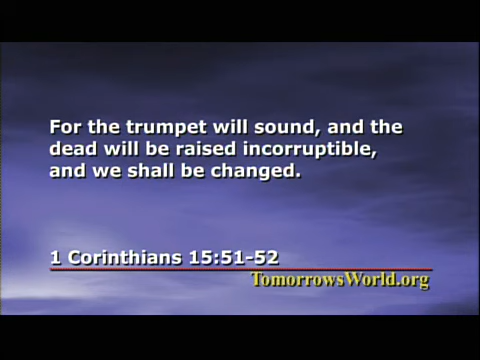 For the trumpet will sound, and the
dead will be raised incorruptible,
and we shall be changed.
1 Corinthians 15:51-52
TomorrowsWorld.org